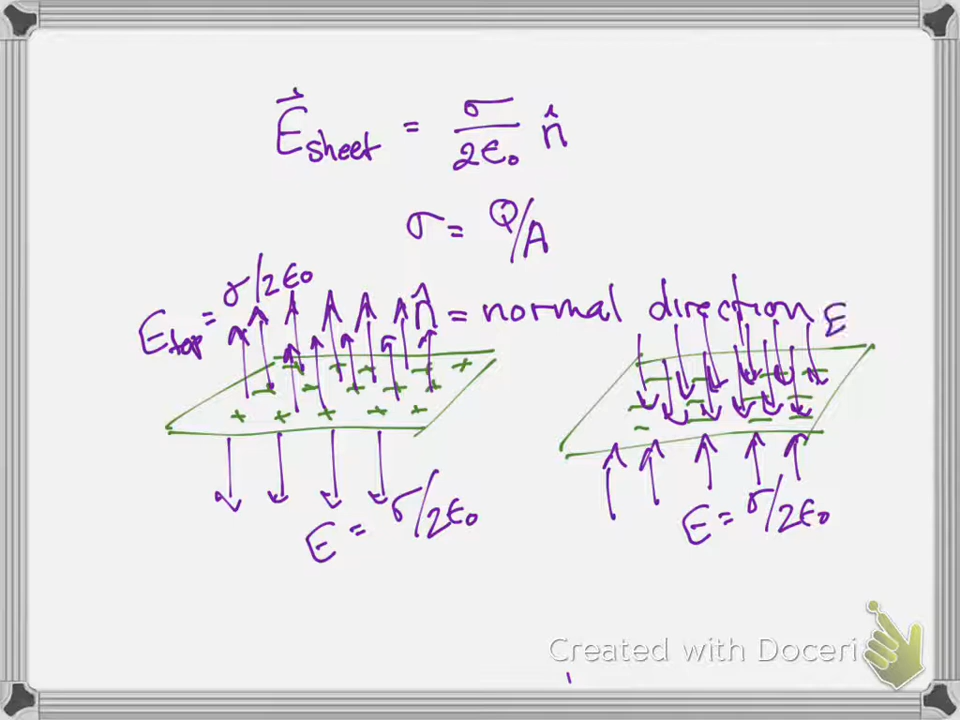 E⃗sheet = σ/2ϵ₀ n̂
σ = Q/A
Etop = σ/2ϵ₀
n̂ = normal direction
E
+ + + + +
+ + + +
+ + + + +
E = σ/2ϵ₀
E = σ/2ϵ₀
Created with Doceri